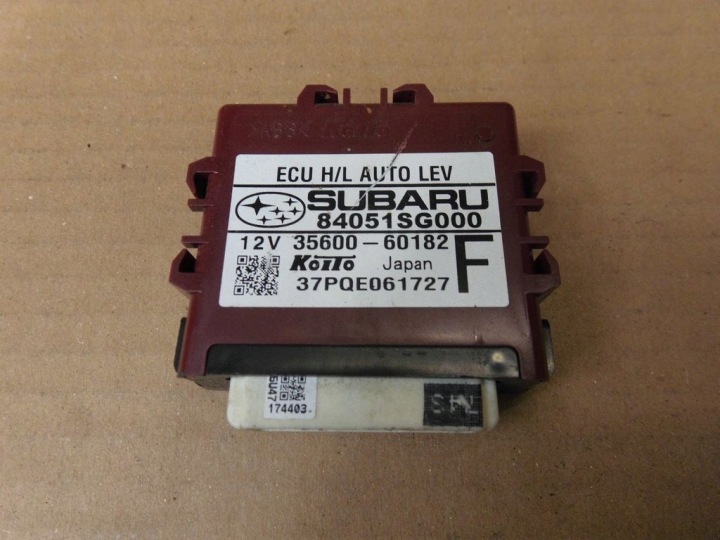 ECU H/L AUTO LEV
SUBARU
84051SG000
12V 35600-60182
KOITO Japan F
37PQE061727
174403